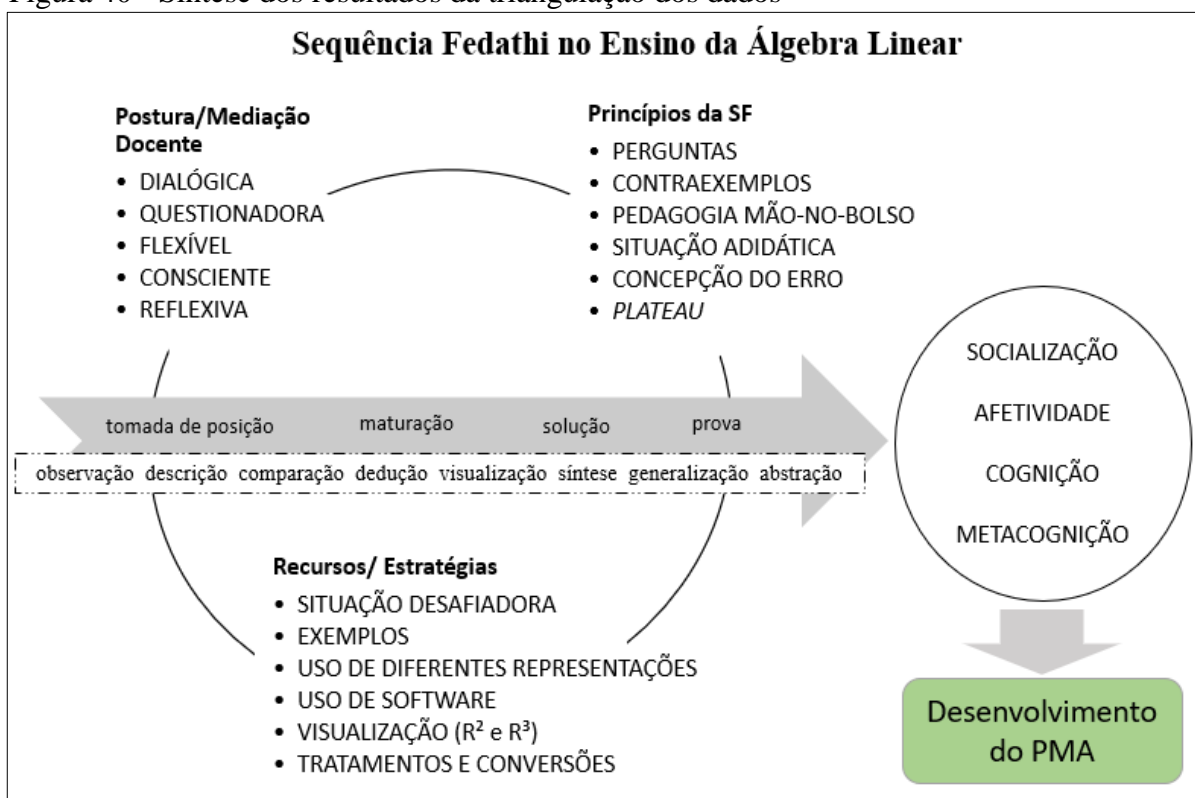 Figura 40 - Síntese dos resultados da triangulação dos dados
Sequência Fedathi no Ensino da Álgebra Linear
Postura/Mediação
Docente
• DIALÓGICA
• QUESTIONADORA
• FLEXÍVEL
• CONSCIENTE
• REFLEXIVA
Princípios da SF
• PERGUNTAS
• CONTRAEXEMPLOS
• PEDAGOGIA MÃO-NO-BOLSO
• SITUAÇÃO ADIDÁTICA
• CONCEPÇÃO DO ERRO
• PLATEAU
tomada de posição maturação solução prova
observação descrição comparação dedução visualização síntese generalização abstração
Recursos/ Estratégias
• SITUAÇÃO DESAFIADORA
• EXEMPLOS
• USO DE DIFERENTES REPRESENTAÇÕES
• USO DE SOFTWARE
• VISUALIZAÇÃO (R² e R³)
• TRATAMENTOS E CONVERSÕES
SOCIALIZAÇÃO
AFETIVIDADE
COGNIÇÃO
METACOGNIÇÃO
Desenvolvimento
do PMA